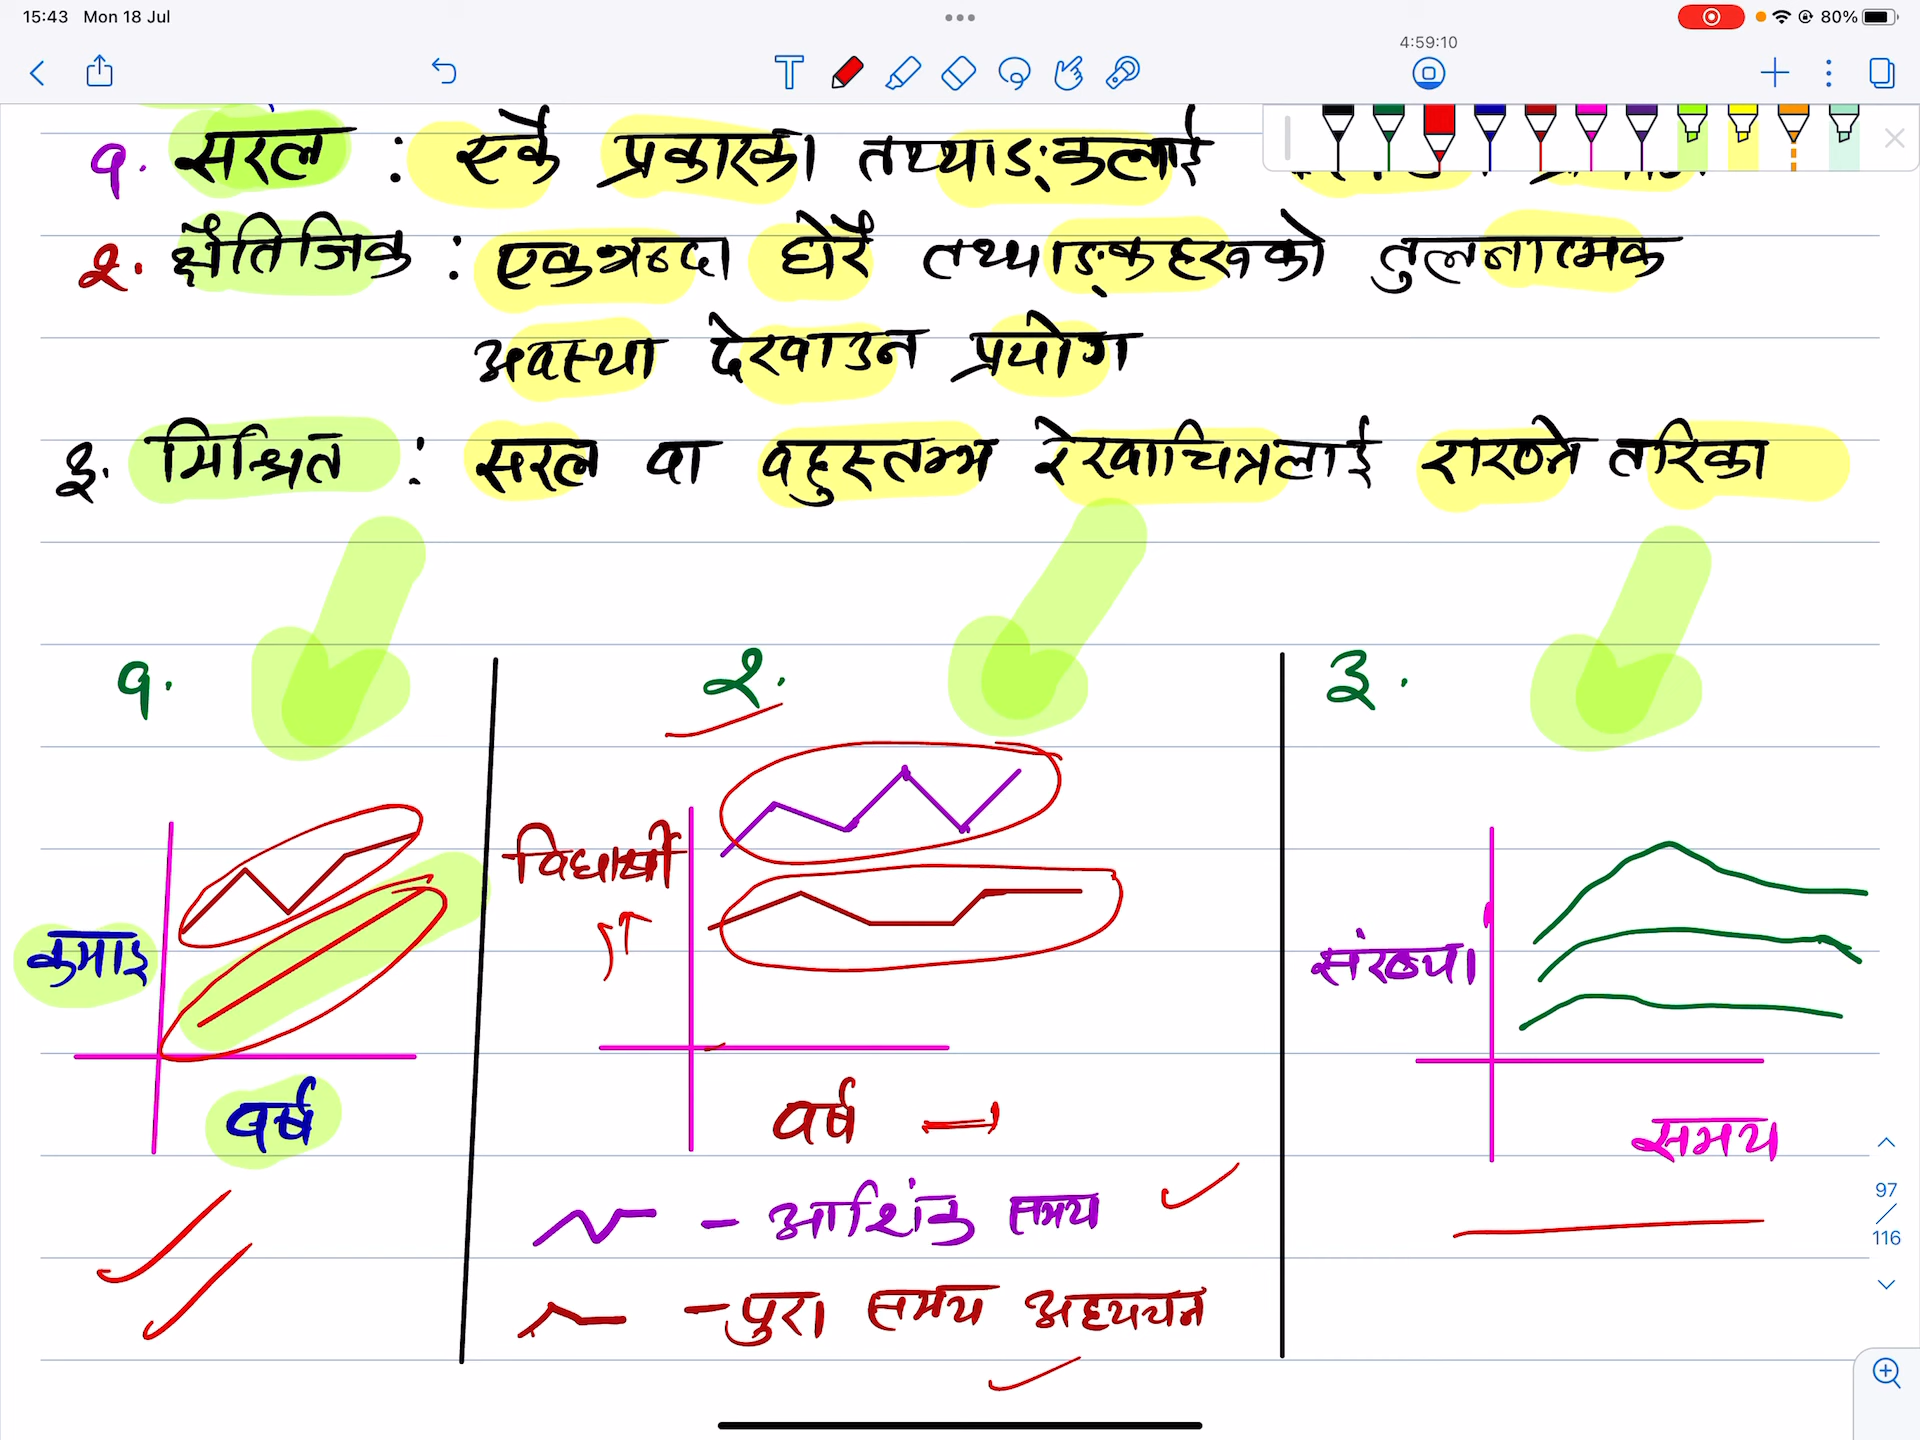 15:43 Mon 18 Jul 80%
4:59:10
१. सरल : एकै प्रकारका तथ्याङ्कलाई
२. क्षैतिजिक : एकभन्दा धेरै तथ्याङ्कहरूको तुलनात्मक
अवस्था देखाउन प्रयोग
३. मिश्रित : सरल वा वहुस्तम्भ रेखाचित्रलाई राख्ने तरिका
१. २. ३.
विद्यार्थी
कमाइ संख्या
वर्ष वर्ष समय
97
116
- आशिंक समय
- पुरा समय अध्ययन